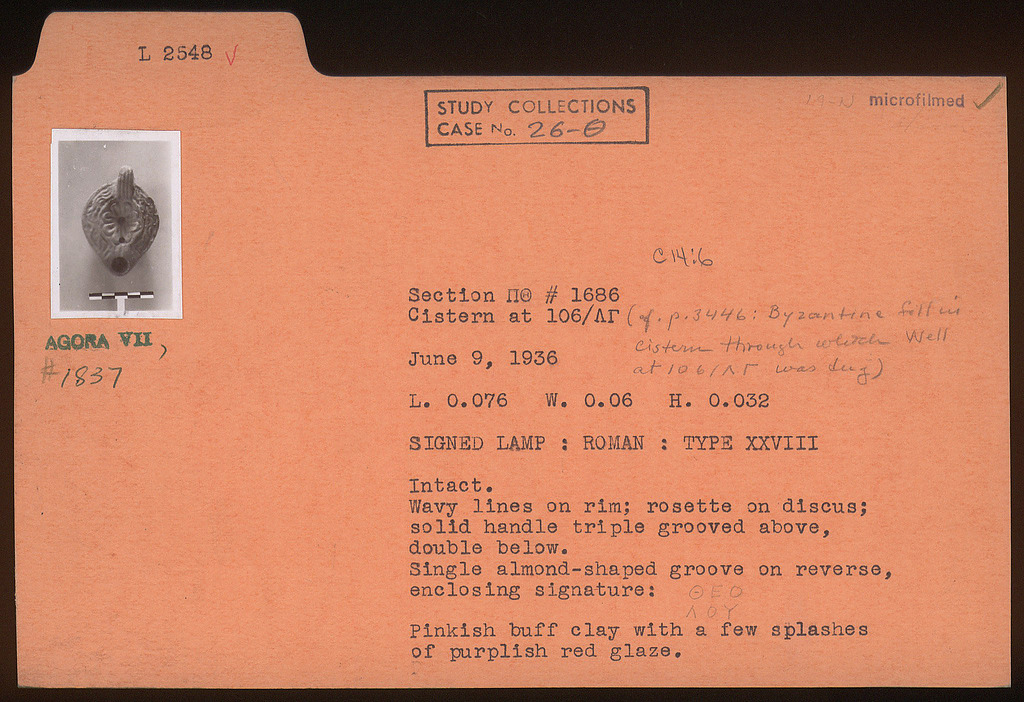 L 2548 ✓
STUDY COLLECTIONS
CASE No. 26-Θ
microfilmed ✓
C 14:6
AGORA VII,
#1837
Section ΠΘ # 1686
Cistern at 106/ΛΓ (cf. p. 3446: Byzantine fill in
cistern through which Well
at 106/ΛΓ was dug)
June 9, 1936
L. 0.076 W. 0.06 H. 0.032
SIGNED LAMP : ROMAN : TYPE XXVIII
Intact.
Wavy lines on rim; rosette on discus;
solid handle triple grooved above,
double below.
Single almond-shaped groove on reverse,
enclosing signature: ΘΕΟ
ΛΟΥ
Pinkish buff clay with a few splashes
of purplish red glaze.